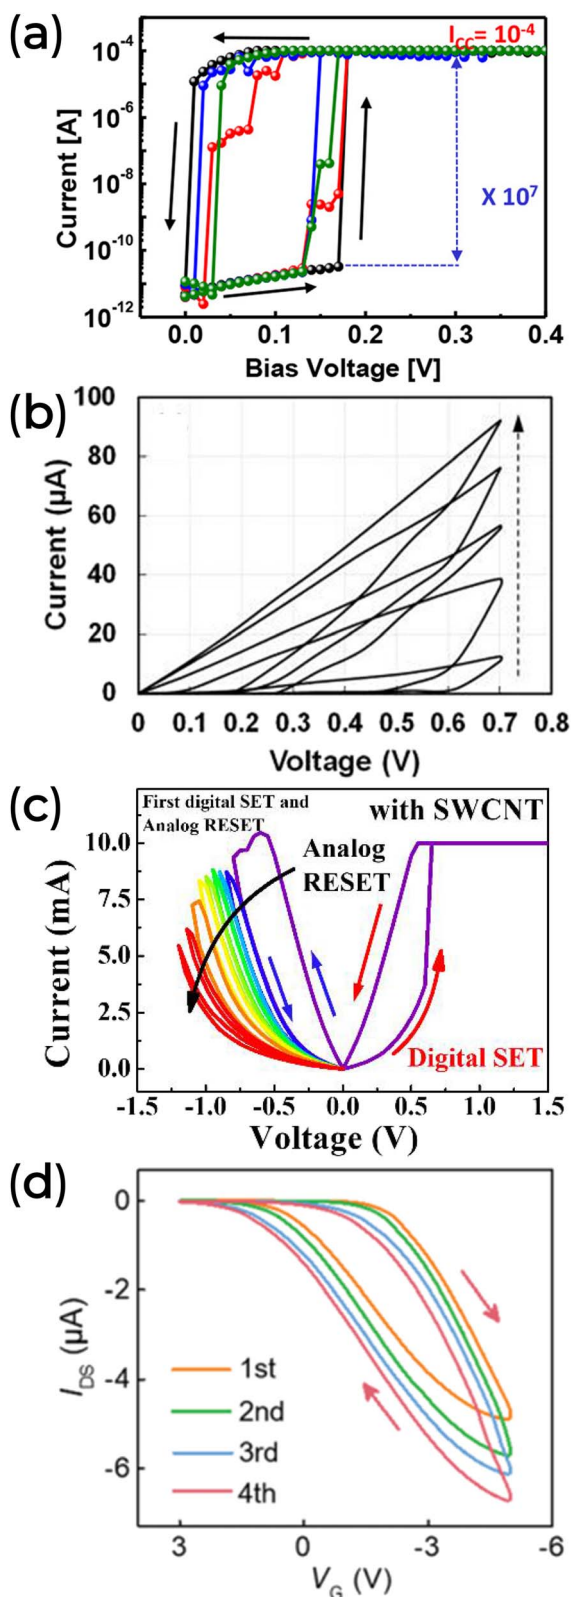 (a)
I_CC= 10^-4
10^-4
10^-6
10^-8
10^-10
10^-12
Current [A]
X 10^7
0.0 0.1 0.2 0.3 0.4
Bias Voltage [V]
(b)
100
80
60
40
20
0
Current (µA)
0 0.1 0.2 0.3 0.4 0.5 0.6 0.7 0.8
Voltage (V)
(c)
First digital SET and
Analog RESET
with SWCNT
Analog
RESET
10.0
7.5
5.0
2.5
0.0
Current (mA)
Digital SET
-1.5 -1.0 -0.5 0.0 0.5 1.0 1.5
Voltage (V)
(d)
0
-2
-4
-6
I_DS (µA)
1st
2nd
3rd
4th
3 0 -3 -6
V_G (V)